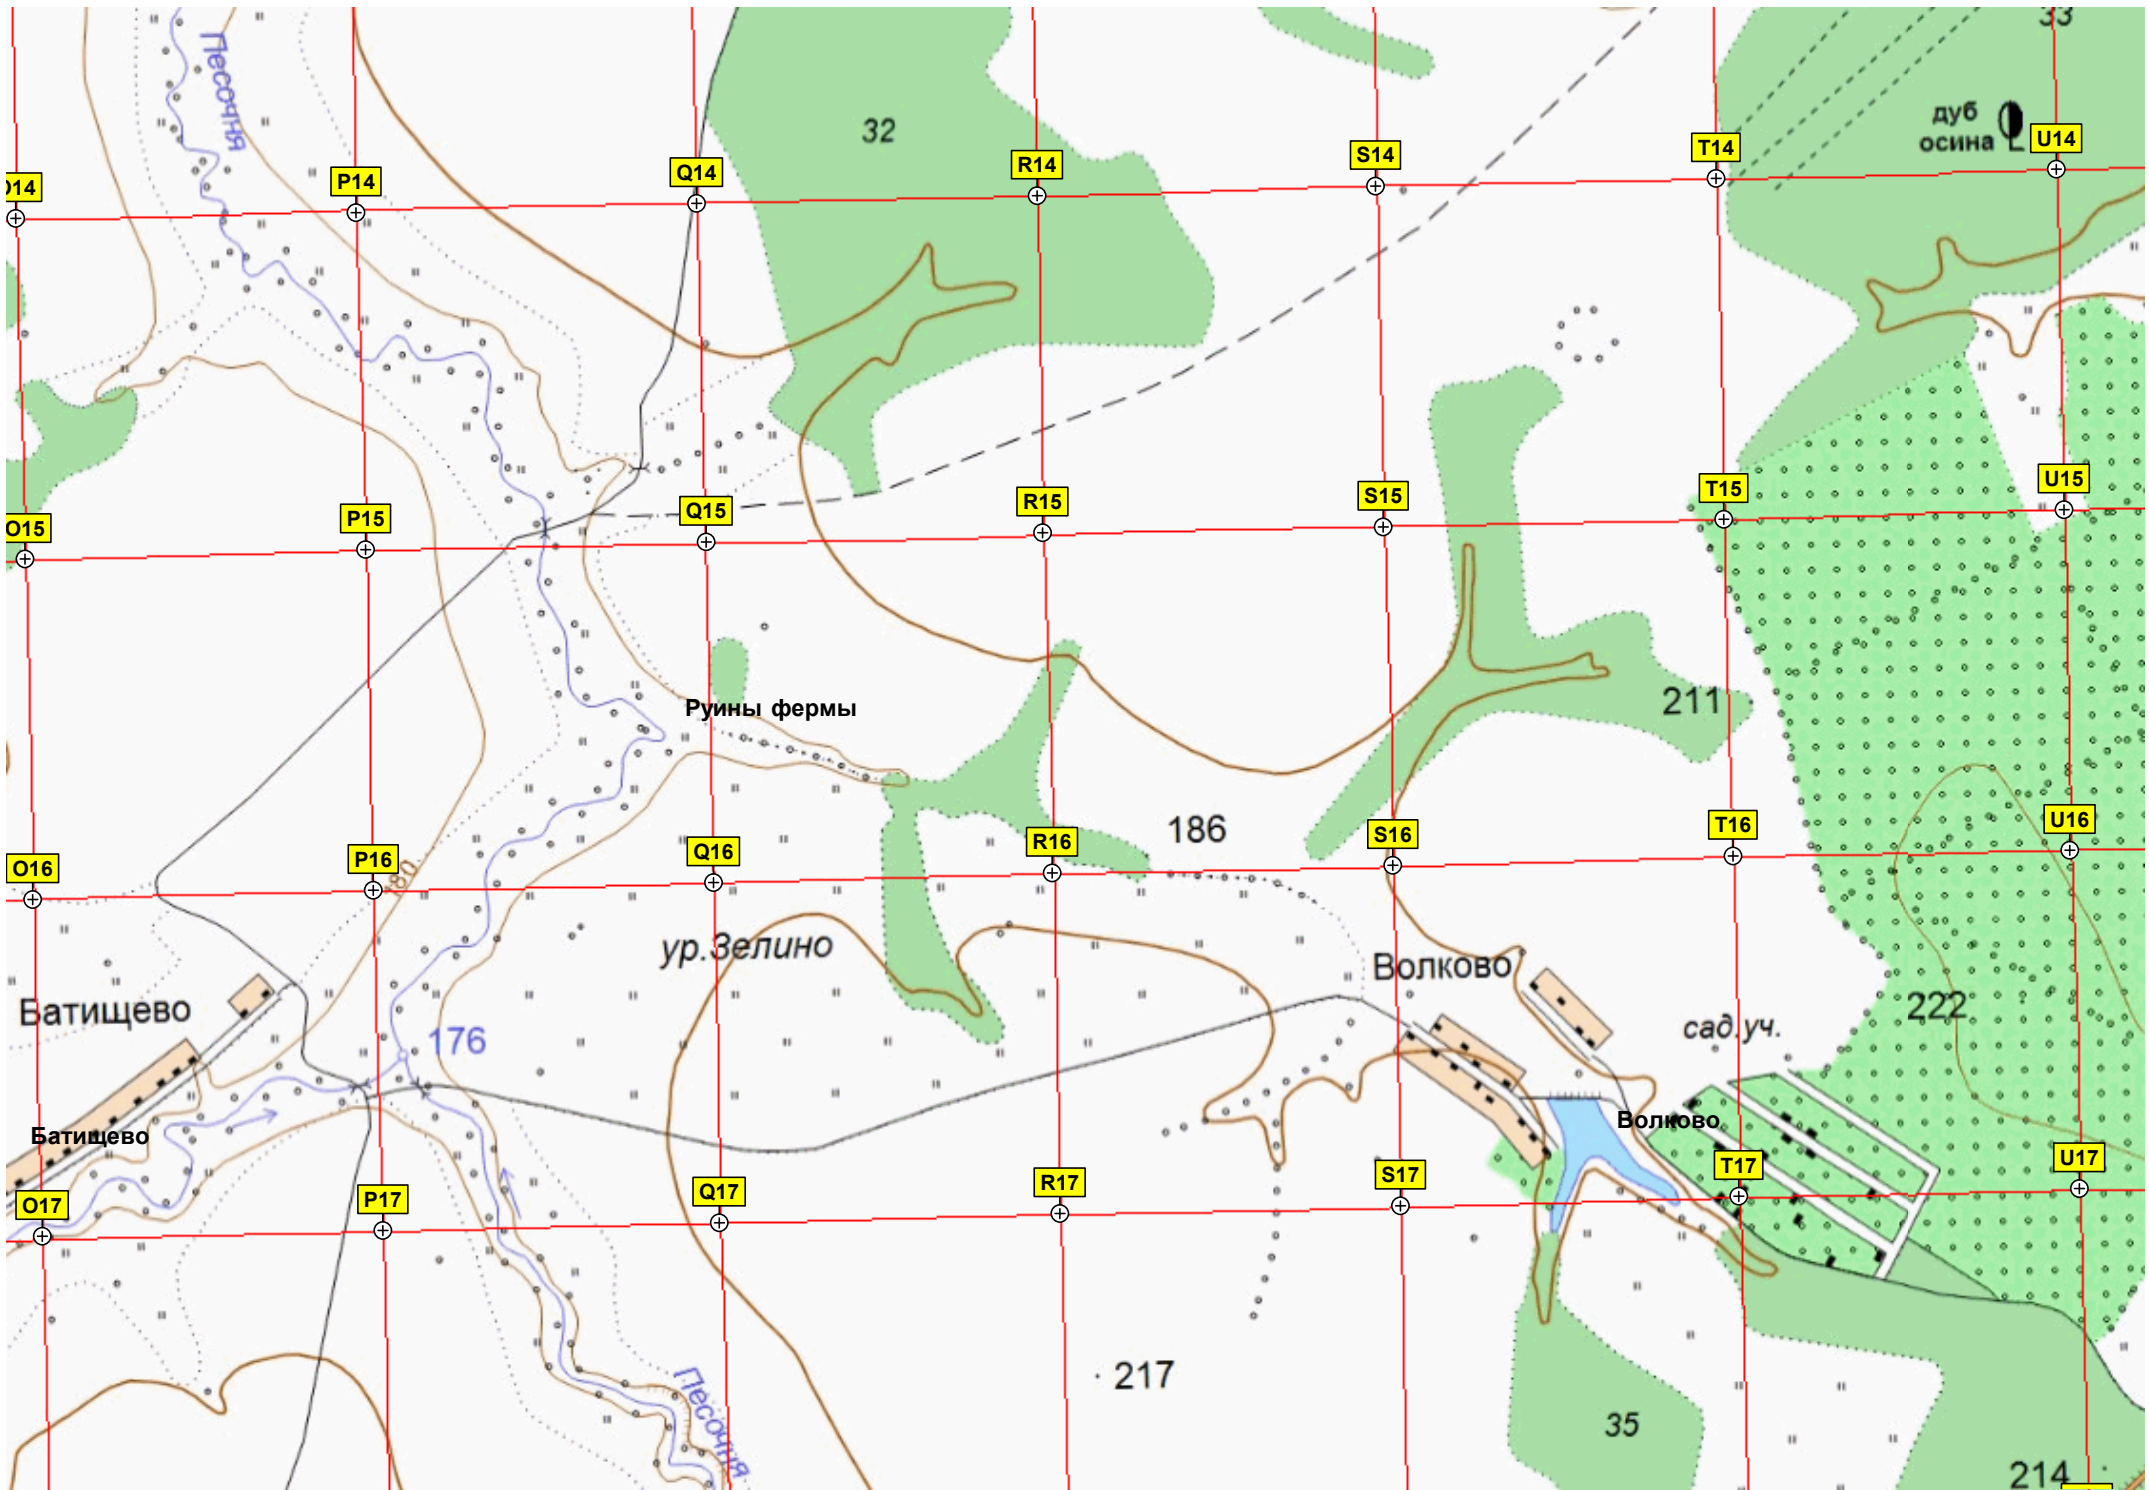 33
Песочня
32
дуб
осина
O14
P14
Q14
R14
S14
T14
U14
O15
P15
Q15
R15
S15
T15
U15
211
Руины фермы
186
O16
P16
Q16
R16
S16
T16
U16
180
ур.Зелино
Волково
Батищево
222
сад.уч.
176
Волково
Батищево
O17
P17
Q17
R17
S17
T17
U17
217
Песочня
35
214